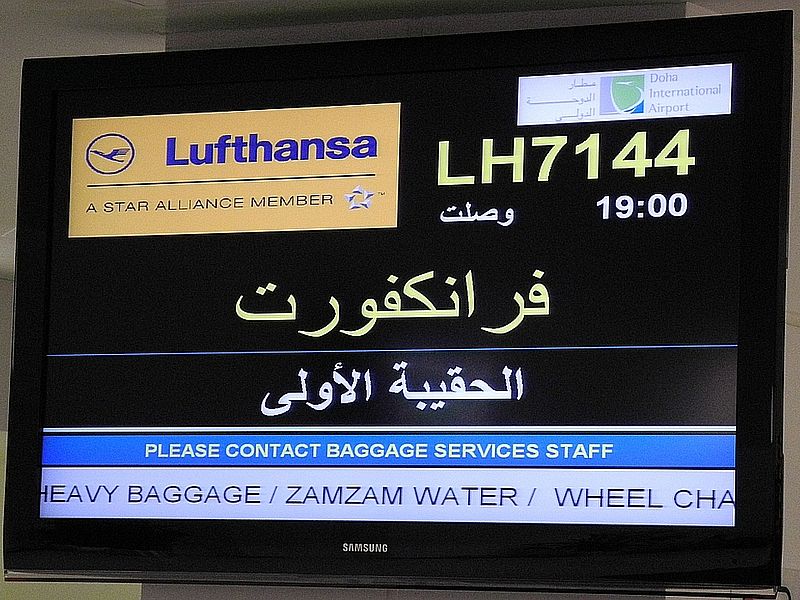 مطار
الدوحة
الدولي
Doha
International
Airport
Lufthansa
A STAR ALLIANCE MEMBER ™
LH7144
وصلت 19:00
فرانكفورت
الحقيبة الأولى
PLEASE CONTACT BAGGAGE SERVICES STAFF
HEAVY BAGGAGE / ZAMZAM WATER / WHEEL CHA
SAMSUNG